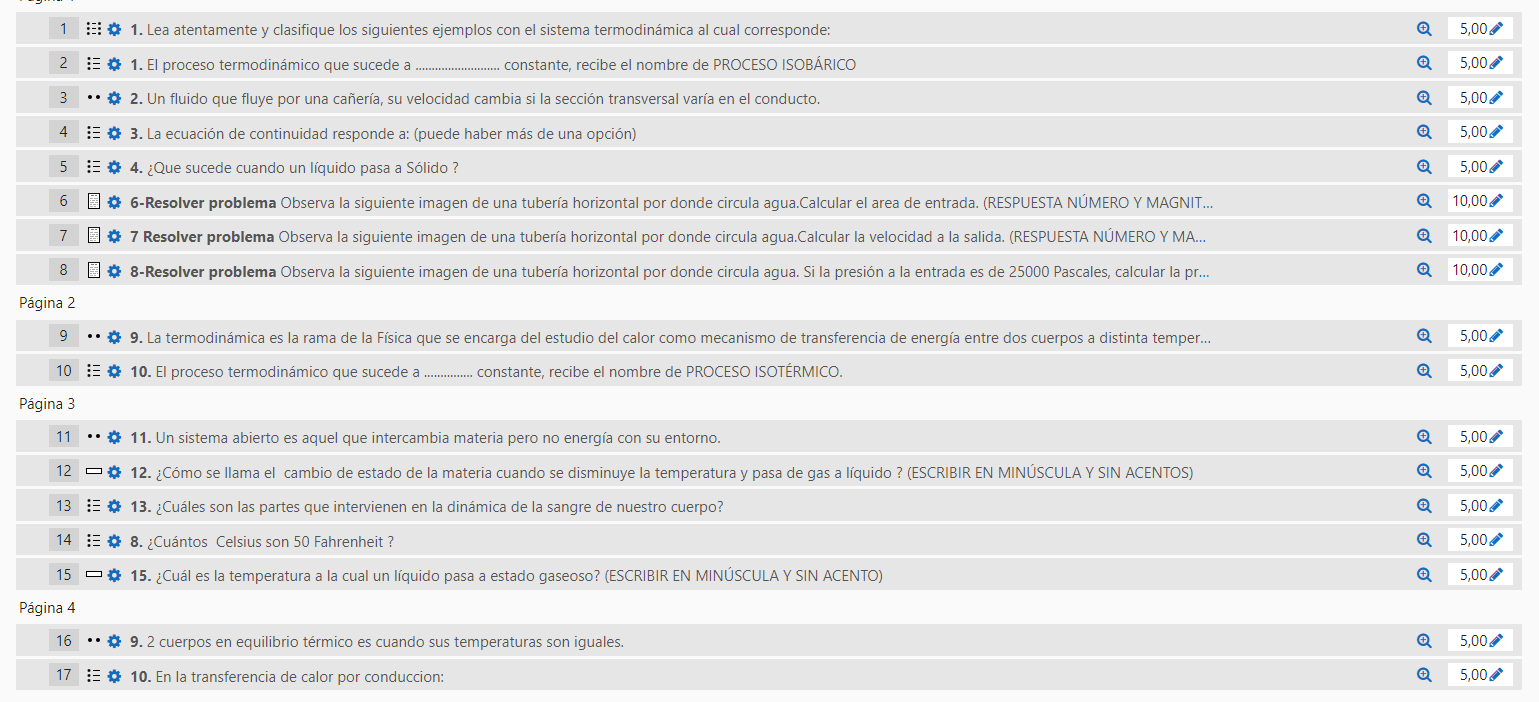 1 1. Lea atentamente y clasifique los siguientes ejemplos con el sistema termodinámica al cual corresponde: 5,00
2 1. El proceso termodinámico que sucede a .......................... constante, recibe el nombre de PROCESO ISOBÁRICO 5,00
3 2. Un fluido que fluye por una cañería, su velocidad cambia si la sección transversal varía en el conducto. 5,00
4 3. La ecuación de continuidad responde a: (puede haber más de una opción) 5,00
5 4. ¿Que sucede cuando un líquido pasa a Sólido ? 5,00
6 6-Resolver problema Observa la siguiente imagen de una tubería horizontal por donde circula agua.Calcular el area de entrada. (RESPUESTA NÚMERO Y MAGNIT... 10,00
7 7 Resolver problema Observa la siguiente imagen de una tubería horizontal por donde circula agua.Calcular la velocidad a la salida. (RESPUESTA NÚMERO Y MA... 10,00
8 8-Resolver problema Observa la siguiente imagen de una tubería horizontal por donde circula agua. Si la presión a la entrada es de 25000 Pascales, calcular la pr... 10,00
Página 2
9 9. La termodinámica es la rama de la Física que se encarga del estudio del calor como mecanismo de transferencia de energía entre dos cuerpos a distinta temper... 5,00
10 10. El proceso termodinámico que sucede a ............... constante, recibe el nombre de PROCESO ISOTÉRMICO. 5,00
Página 3
11 11. Un sistema abierto es aquel que intercambia materia pero no energía con su entorno. 5,00
12 12. ¿Cómo se llama el cambio de estado de la materia cuando se disminuye la temperatura y pasa de gas a líquido ? (ESCRIBIR EN MINÚSCULA Y SIN ACENTOS) 5,00
13 13. ¿Cuáles son las partes que intervienen en la dinámica de la sangre de nuestro cuerpo? 5,00
14 8. ¿Cuántos Celsius son 50 Fahrenheit ? 5,00
15 15. ¿Cuál es la temperatura a la cual un líquido pasa a estado gaseoso? (ESCRIBIR EN MINÚSCULA Y SIN ACENTO) 5,00
Página 4
16 9. 2 cuerpos en equilibrio térmico es cuando sus temperaturas son iguales. 5,00
17 10. En la transferencia de calor por conduccion: 5,00